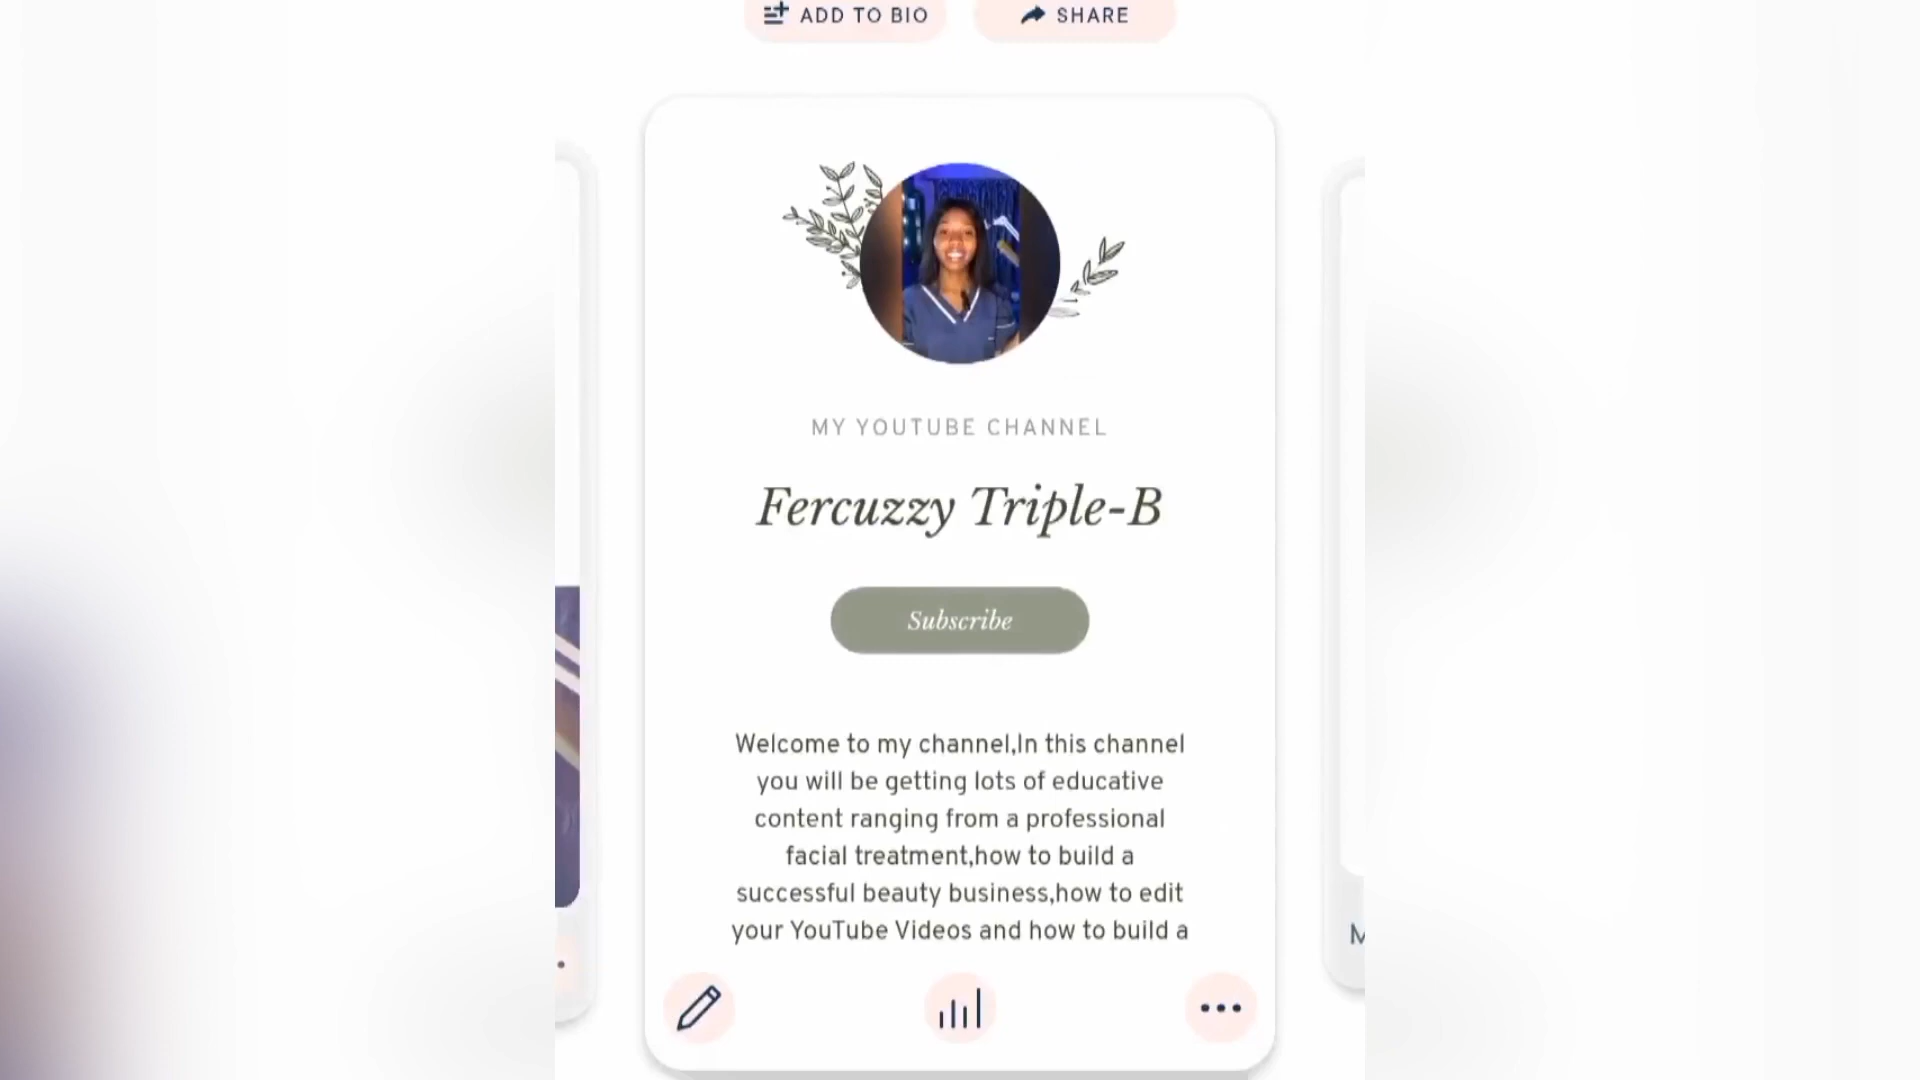 ADD TO BIO
SHARE
MY YOUTUBE CHANNEL
Fercuzzy Triple-B
Subscribe
Welcome to my channel,In this channel
you will be getting lots of educative
content ranging from a professional
facial treatment,how to build a
successful beauty business,how to edit
your YouTube Videos and how to build a